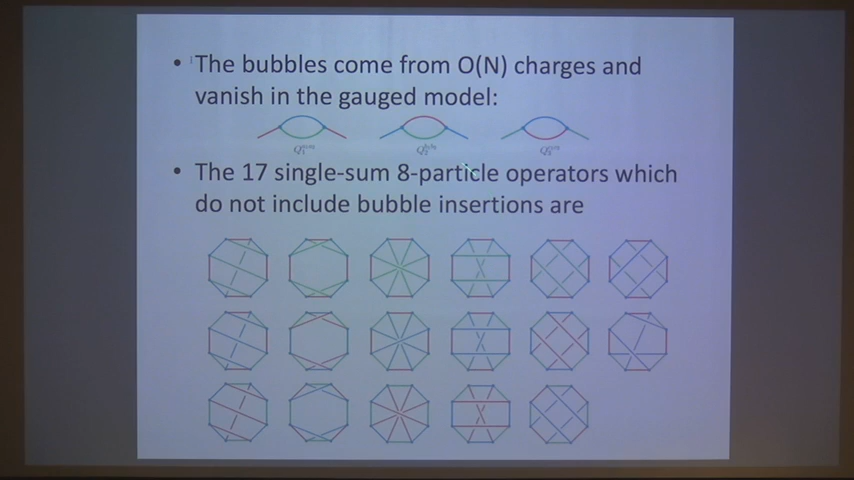 • The bubbles come from O(N) charges and
vanish in the gauged model:
• The 17 single-sum 8-particle operators which
do not include bubble insertions are